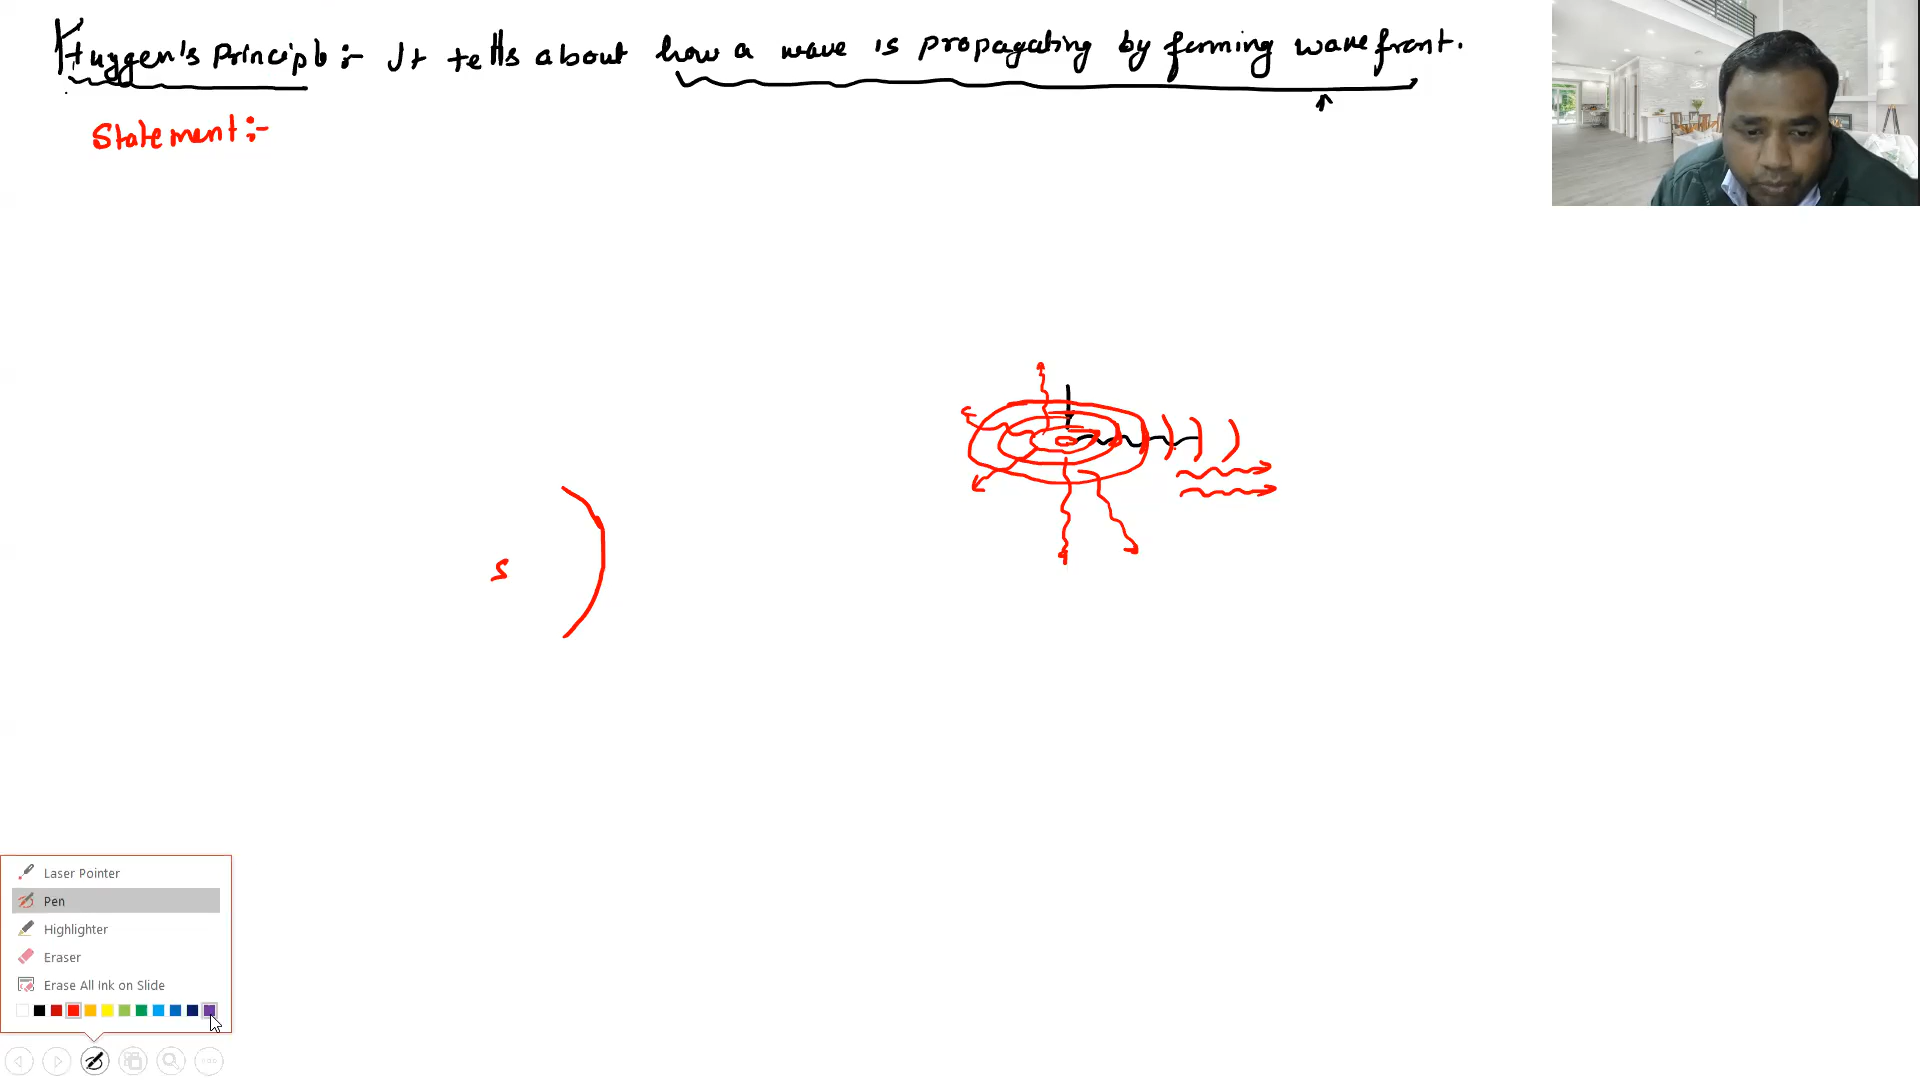 Huygen's Principle:- It tells about how a wave is propagating by forming wavefront.
Statement:-
S
Laser Pointer
Pen
Highlighter
Eraser
Erase All Ink on Slide